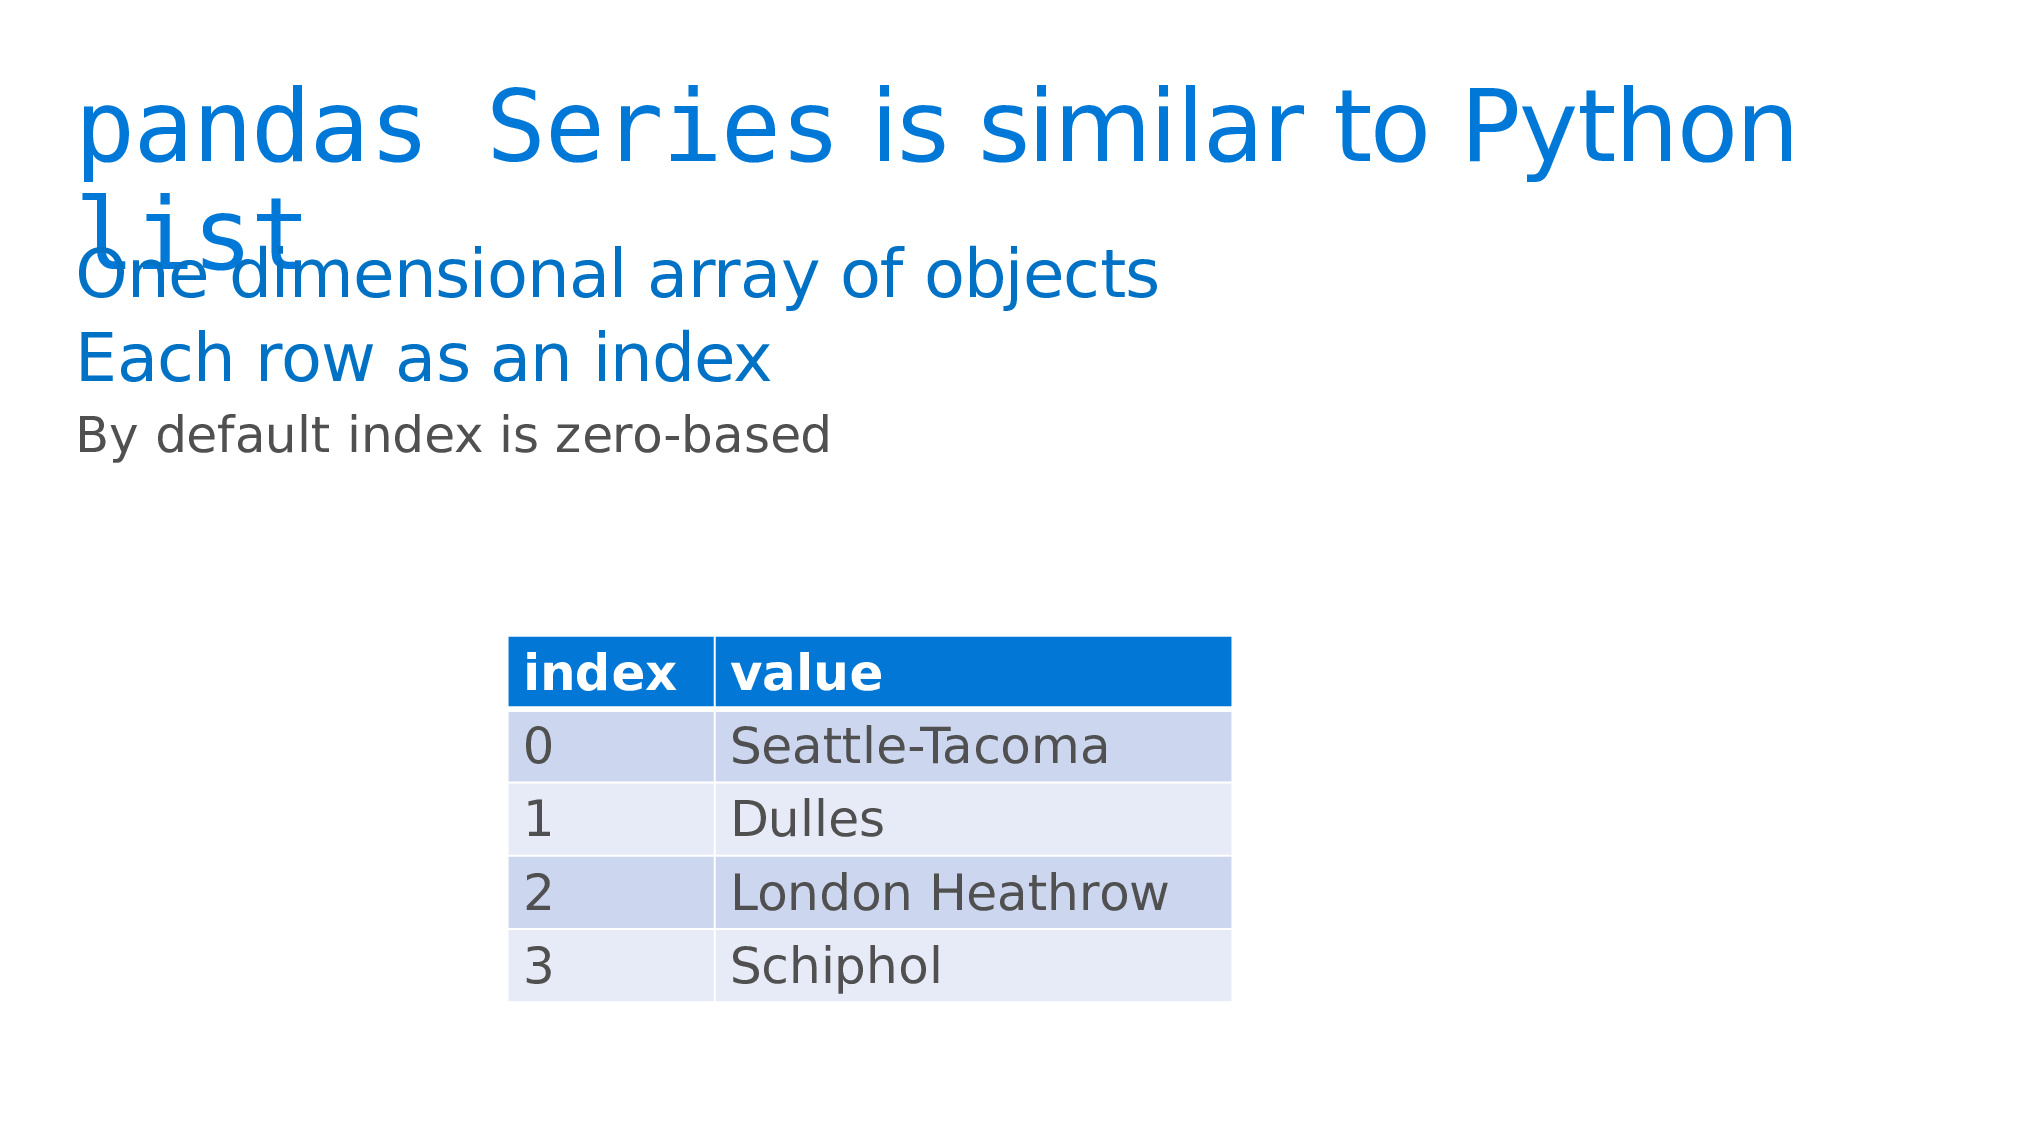 pandas Series is similar to Python
list
One dimensional array of objects
Each row as an index
By default index is zero-based
index value
0 Seattle-Tacoma
1 Dulles
2 London Heathrow
3 Schiphol